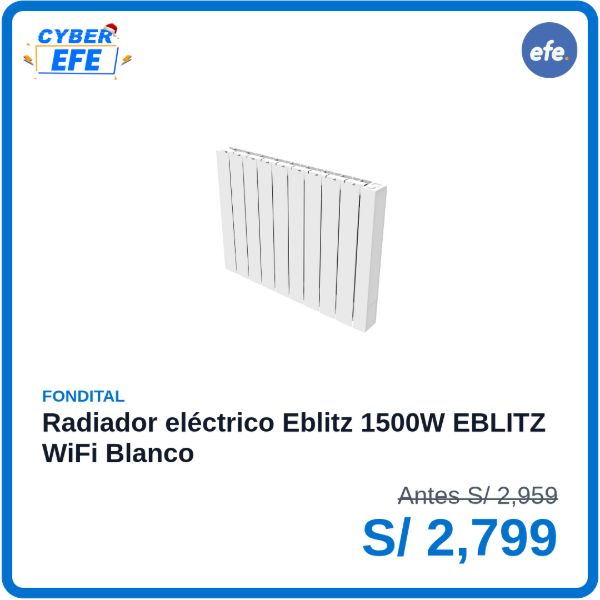 CYBER
EFE
efe.
FONDITAL
Radiador eléctrico Eblitz 1500W EBLITZ
WiFi Blanco
Antes S/ 2,959
S/ 2,799